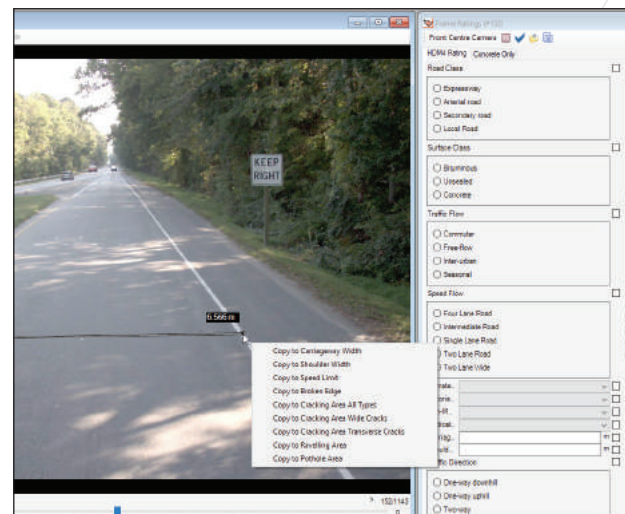 Frame Ratings
Front Centre Camera
HDM4 Rating Concrete Only
Road Class
Expressway
Arterial road
Secondary road
Local Road
Surface Class
Bituminous
Unsealed
Concrete
Traffic Flow
Commuter
Free-flow
Inter-urban
Seasonal
Speed Flow
Four Lane Road
Intermediate Road
Single Lane Road
Two Lane Road
Two Lane Wide
m
m
Traffic Direction
One-way downhill
One-way uphill
Two-way
KEEP
RIGHT
6.566 m
Copy to Carriageway Width
Copy to Shoulder Width
Copy to Speed Limit
Copy to Broken Edge
Copy to Cracking Area All Types
Copy to Cracking Area Wide Cracks
Copy to Cracking Area Transverse Cracks
Copy to Ravelling Area
Copy to Pothole Area
152/1143